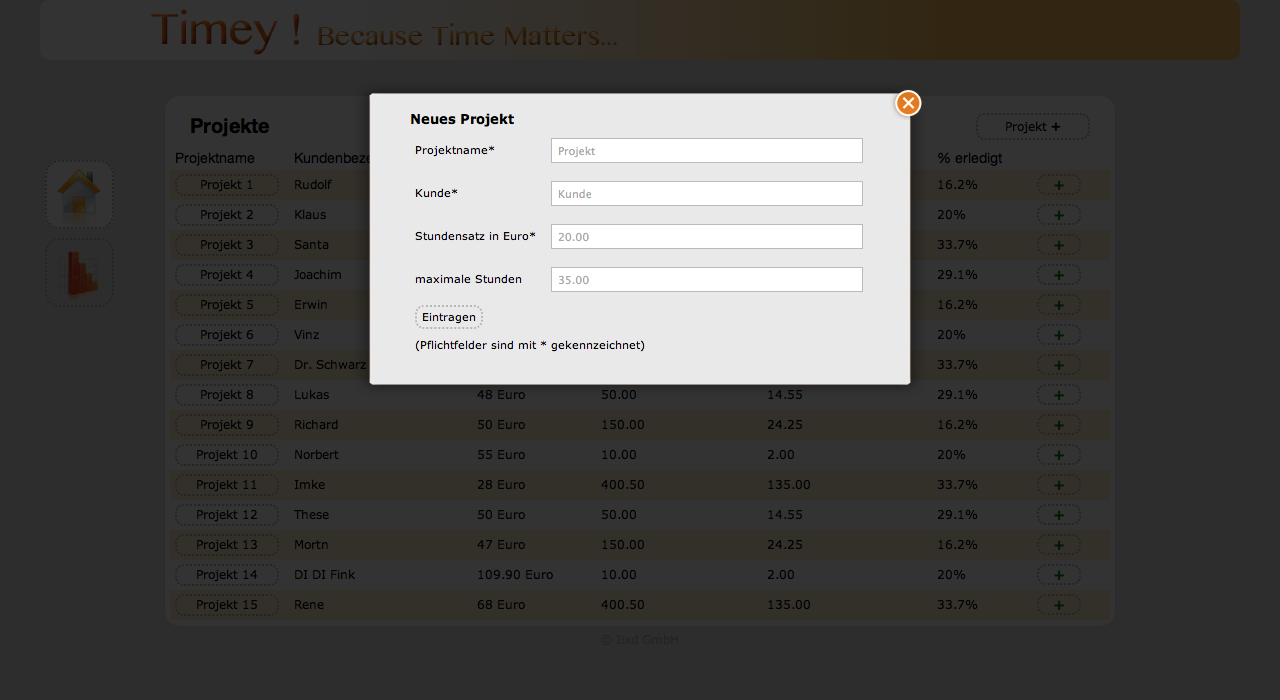 Timey ! Because Time Matters...
Projekte
Projekt +
Projektname Kundenbeze % erledigt
Neues Projekt
Projektname* Projekt
Kunde* Kunde
Stundensatz in Euro* 20.00
maximale Stunden 35.00
Eintragen
(Pflichtfelder sind mit * gekennzeichnet)
Projekt 1 Rudolf 16.2% +
Projekt 2 Klaus 20% +
Projekt 3 Santa 33.7% +
Projekt 4 Joachim 29.1% +
Projekt 5 Erwin 16.2% +
Projekt 6 Vinz 20% +
Projekt 7 Dr. Schwarz 33.7% +
Projekt 8 Lukas 48 Euro 50.00 14.55 29.1% +
Projekt 9 Richard 50 Euro 150.00 24.25 16.2% +
Projekt 10 Norbert 55 Euro 10.00 2.00 20% +
Projekt 11 Imke 28 Euro 400.50 135.00 33.7% +
Projekt 12 These 50 Euro 50.00 14.55 29.1% +
Projekt 13 Mortn 47 Euro 150.00 24.25 16.2% +
Projekt 14 DI DI Fink 109.90 Euro 10.00 2.00 20% +
Projekt 15 Rene 68 Euro 400.50 135.00 33.7% +
© GmbH